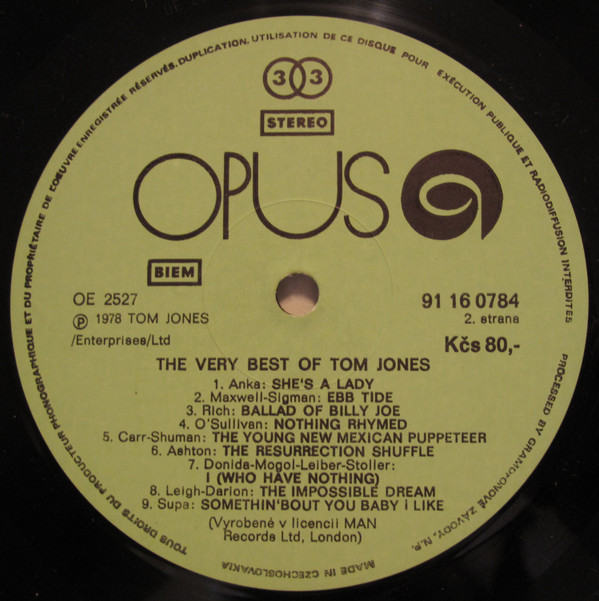 TOUS DROITS DU PRODUCTEUR PHONOGRAPHIQUE ET DU PROPRIÉTAIRE DE L'OEUVRE ENREGISTRÉE RÉSERVÉS. DUPLICATION, UTILISATION DE CE DISQUE POUR EXÉCUTION PUBLIQUE ET RADIODIFFUSION INTERDITES
33
STEREO
OPUS
BIEM
OE 2527
91 16 0784
℗ 1978 TOM JONES
2. strana
/Enterprises/Ltd
Kčs 80,-
THE VERY BEST OF TOM JONES
1. Anka: SHE'S A LADY
2. Maxwell-Sigman: EBB TIDE
3. Rich: BALLAD OF BILLY JOE
4. O'Sullivan: NOTHING RHYMED
5. Carr-Shuman: THE YOUNG NEW MEXICAN PUPPETEER
6. Ashton: THE RESURRECTION SHUFFLE
7. Donida-Mogol-Leiber-Stoller:
I (WHO HAVE NOTHING)
8. Leigh-Darion: THE IMPOSSIBLE DREAM
9. Supa: SOMETHIN'BOUT YOU BABY i LIKE
(Vyrobené v licencii MAN
Records Ltd, London)
PROCESSED BY GRAMOFONOVÉ ZÁVODY, N.P.
MADE IN CZECHOSLOVAKIA